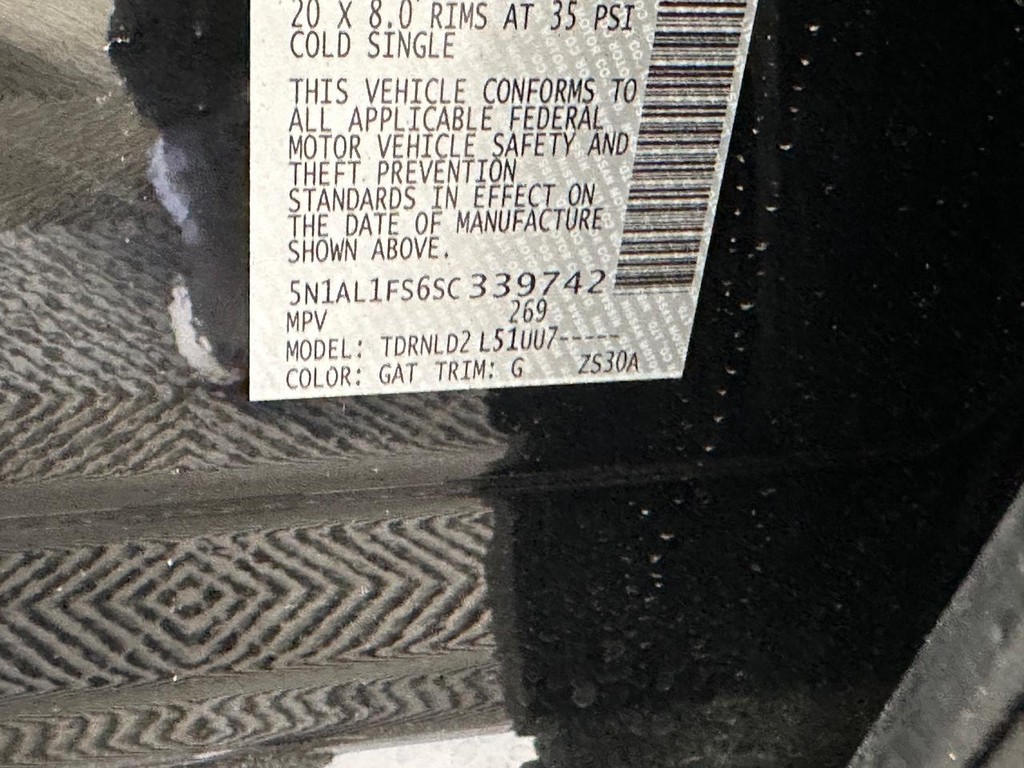 20 X 8.0 RIMS AT 35 PSI
COLD SINGLE
THIS VEHICLE CONFORMS TO
ALL APPLICABLE FEDERAL
MOTOR VEHICLE SAFETY AND
THEFT PREVENTION
STANDARDS IN EFFECT ON
THE DATE OF MANUFACTURE
SHOWN ABOVE.
5N1AL1FS6SC339742
MPV 269
MODEL: TDRNLD2 L51UU7-----
COLOR: GAT TRIM: G ZS30A